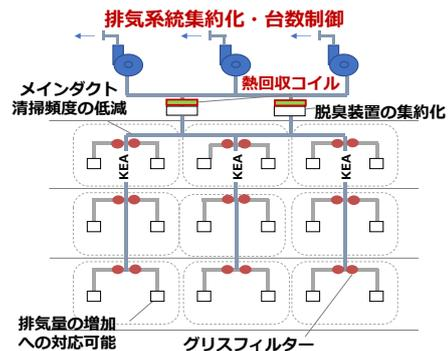 排気系統集約化・台数制御
熱回収コイル
メインダクト
清掃頻度の低減
脱臭装置の集約化
KEA
KEA
KEA
排気量の増加
への対応可能
グリスフィルター